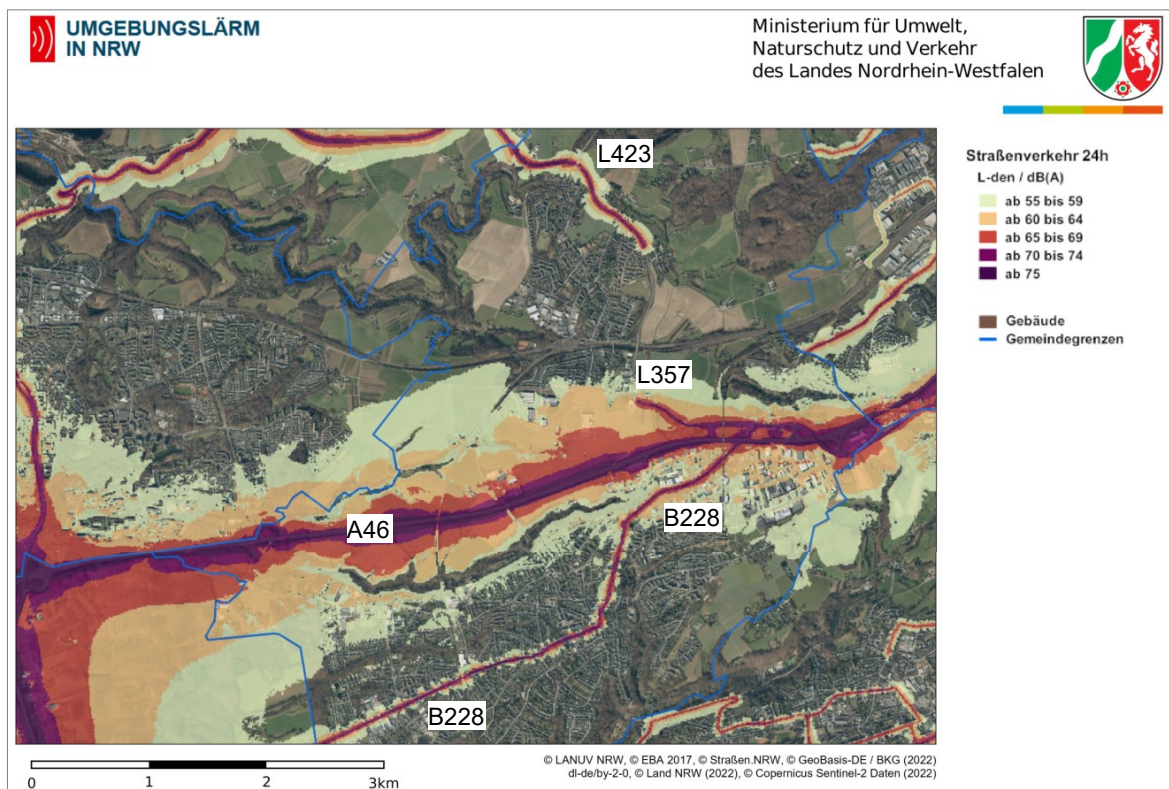 UMGEBUNGSLÄRM
IN NRW
Ministerium für Umwelt,
Naturschutz und Verkehr
des Landes Nordrhein-Westfalen
L423
L357
A46
B228
B228
Straßenverkehr 24h
L-den / dB(A)
ab 55 bis 59
ab 60 bis 64
ab 65 bis 69
ab 70 bis 74
ab 75
Gebäude
Gemeindegrenzen
0 1 2 3km
© LANUV NRW, © EBA 2017, © Straßen.NRW, © GeoBasis-DE / BKG (2022)
dl-de/by-2-0, © Land NRW (2022), © Copernicus Sentinel-2 Daten (2022)